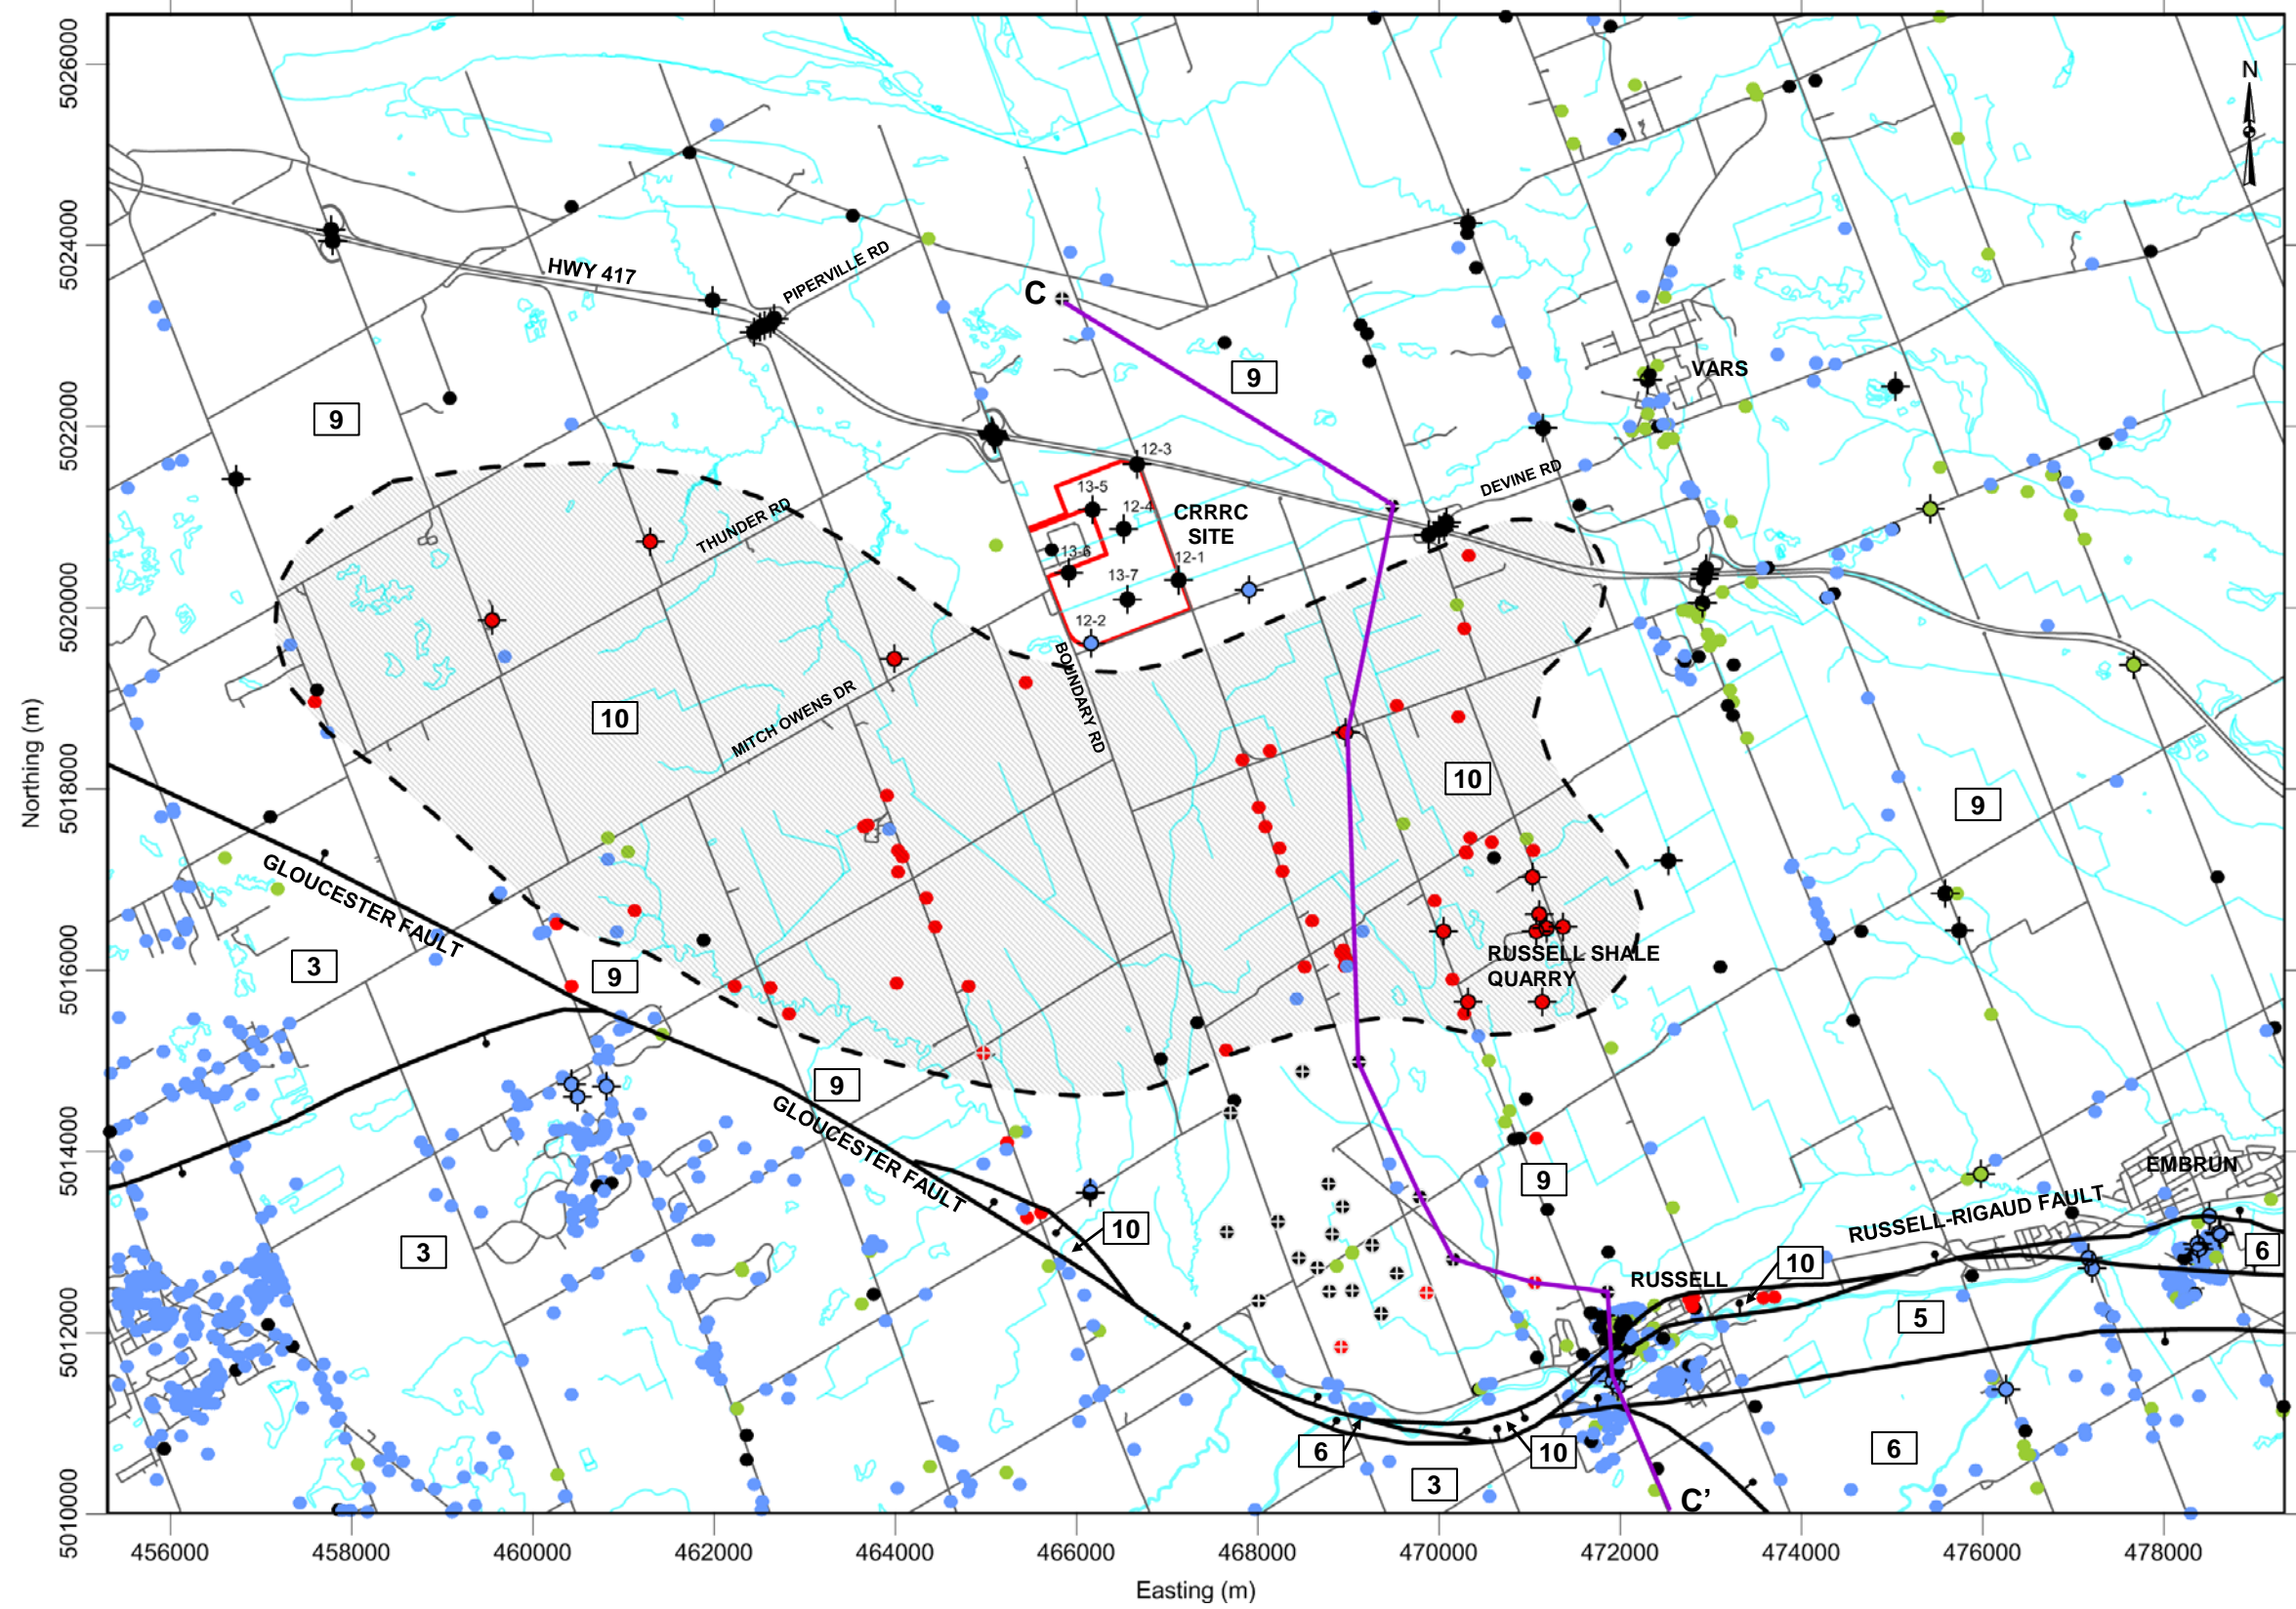 N
5026000
5024000
5022000
5020000
5018000
5016000
5014000
5012000
5010000
Northing (m)
HWY 417
PIPERVILLE RD
C
9
VARS
9
12-3
DEVINE RD
13-5
12-4
CRRRC
SITE
THUNDER RD
13-6
12-1
13-7
12-2
BOUNDARY RD
MITCH OWENS DR
10
10
9
GLOUCESTER FAULT
3
9
RUSSELL SHALE
QUARRY
9
GLOUCESTER FAULT
EMBRUN
9
RUSSELL-RIGAUD FAULT
10
3
6
10
RUSSELL
5
6
10
6
3
C’
456000
458000
460000
462000
464000
466000
468000
470000
472000
474000
476000
478000
Easting (m)